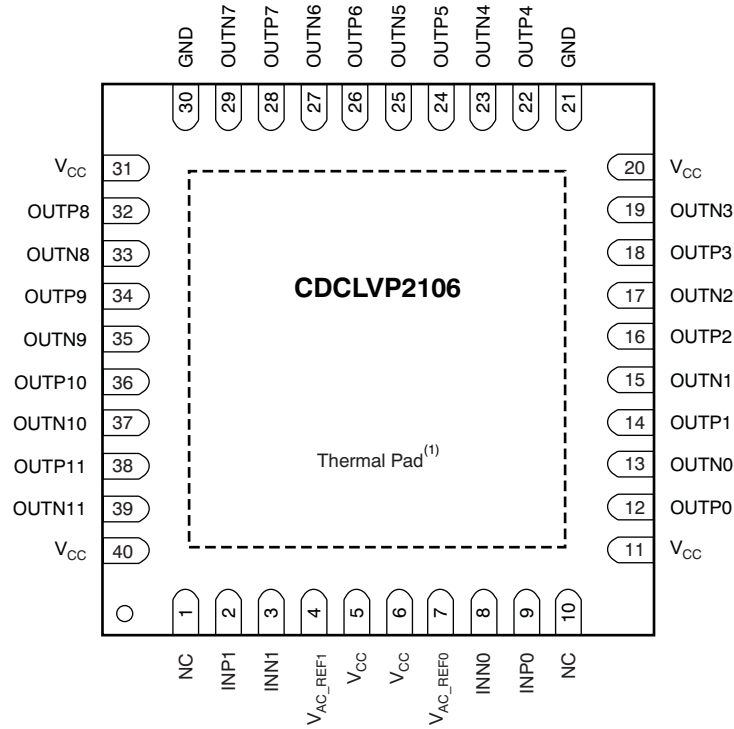 GND OUTN7 OUTP7 OUTN6 OUTP6 OUTN5 OUTP5 OUTN4 OUTP4 GND
30 29 28 27 26 25 24 23 22 21
VCC 31 20 VCC
OUTP8 32 19 OUTN3
OUTN8 33 18 OUTP3
OUTP9 34 17 OUTN2
OUTN9 35 16 OUTP2
OUTP10 36 15 OUTN1
OUTN10 37 14 OUTP1
OUTP11 38 13 OUTN0
OUTN11 39 12 OUTP0
VCC 40 11 VCC
CDCLVP2106
Thermal Pad(1)
1 2 3 4 5 6 7 8 9 10
NC INP1 INN1 VAC_REF1 VCC VCC VAC_REF0 INN0 INP0 NC